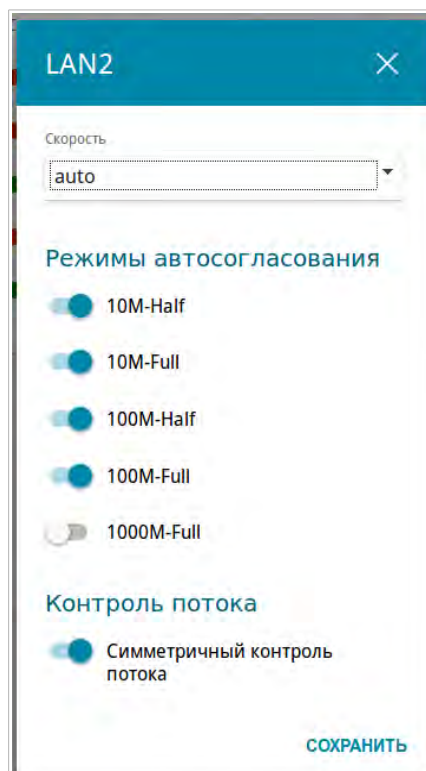 LAN2
Скорость
auto
Режимы автосогласования
10M-Half
10M-Full
100M-Half
100M-Full
1000M-Full
Контроль потока
Симметричный контроль
потока
СОХРАНИТЬ